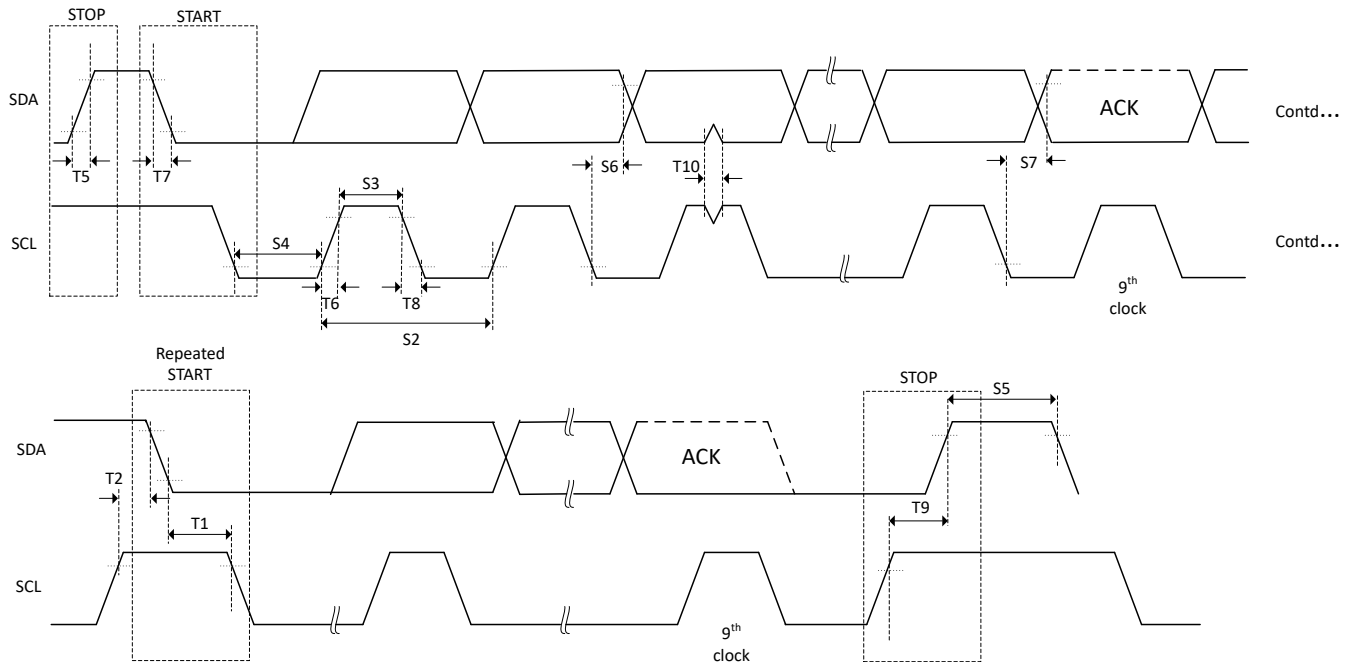 STOP
START
SDA
ACK
Contd...
T5
T7
S6
T10
S7
S3
SCL
S4
Contd...
T6
T8
9th
clock
S2
Repeated
START
STOP
S5
SDA
T2
ACK
T9
T1
SCL
9th
clock